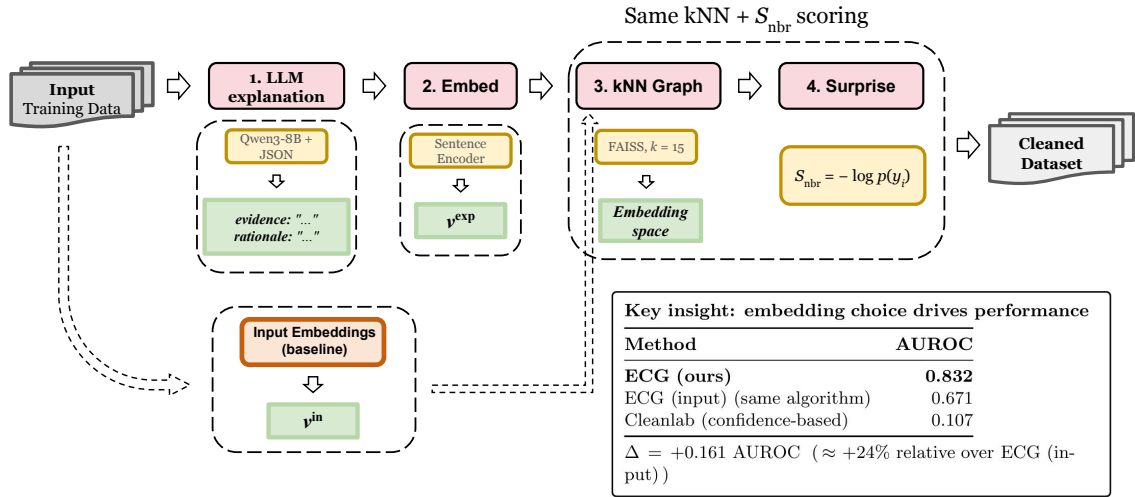 Same kNN + S_nbr scoring
Input
Training Data
1. LLM
explanation
2. Embed
3. kNN Graph
4. Surprise
Qwen3-8B +
JSON
Sentence
Encoder
FAISS, k = 15
S_nbr = − log p(y_i)
Cleaned
Dataset
evidence: "..."
rationale: "..."
v^exp
Embedding
space
Input Embeddings
(baseline)
v^in
Key insight: embedding choice drives performance
Method AUROC
ECG (ours) 0.832
ECG (input) (same algorithm) 0.671
Cleanlab (confidence-based) 0.107
Δ = +0.161 AUROC (≈ +24% relative over ECG (in-
put))